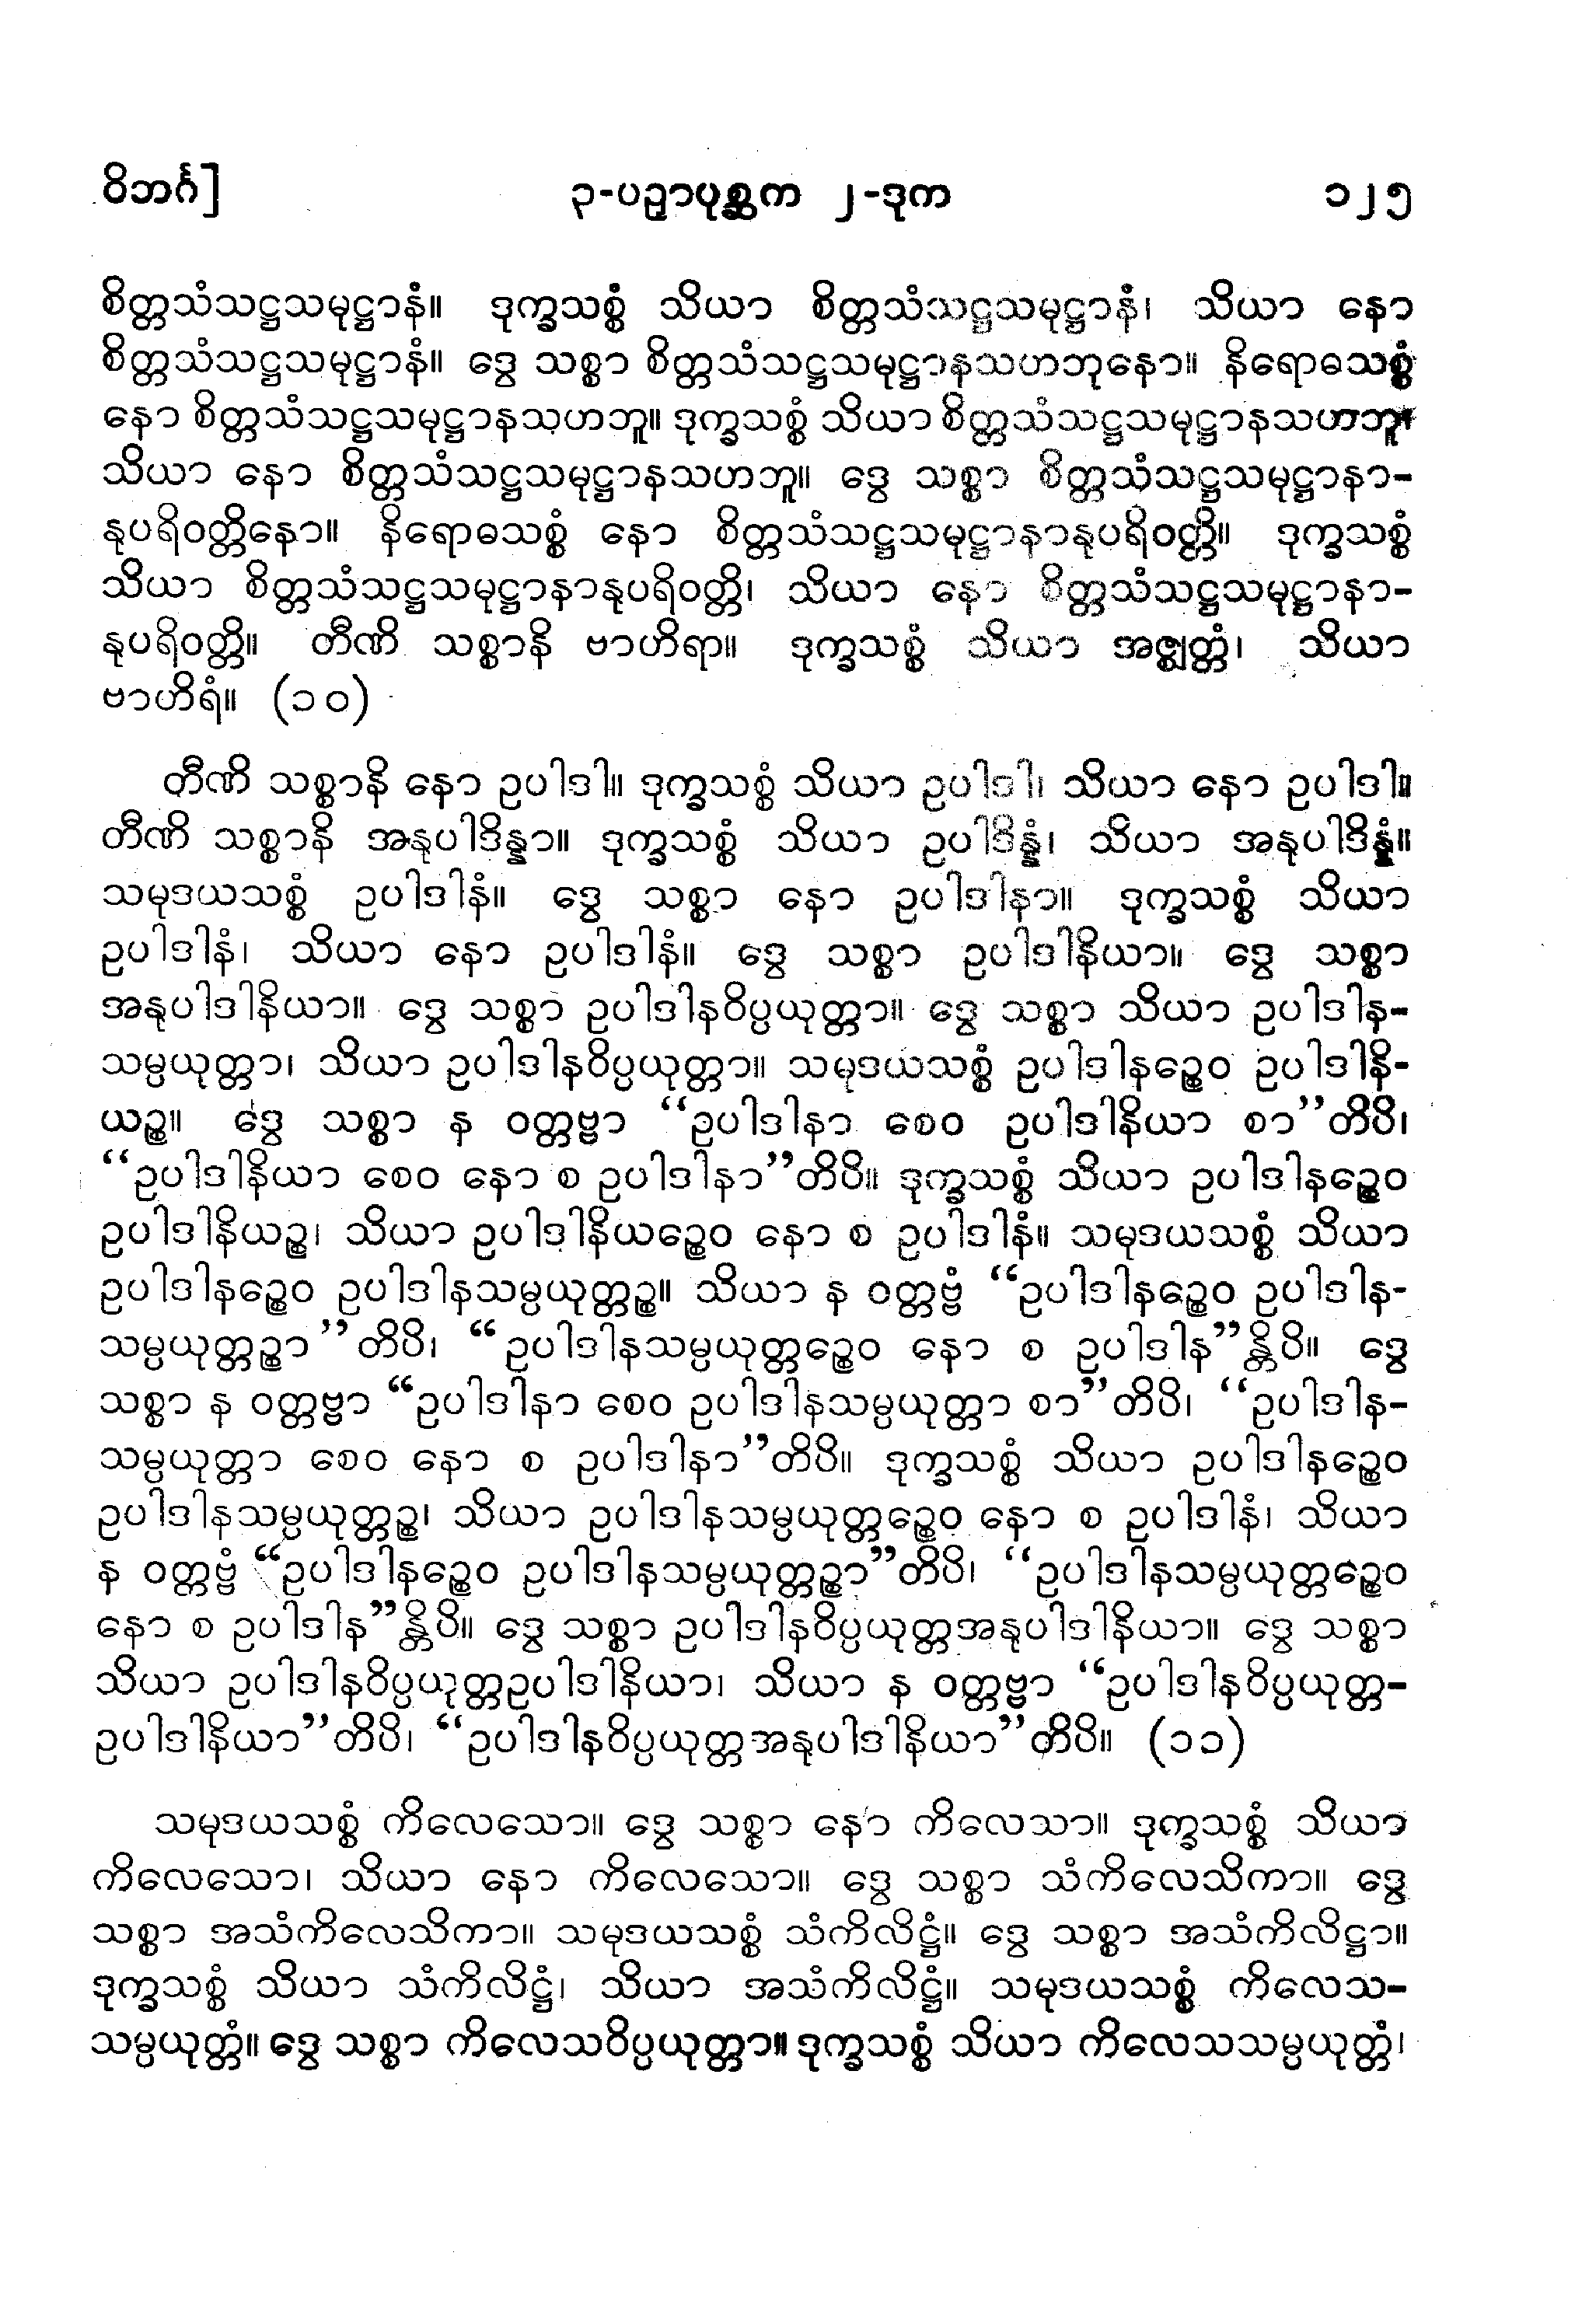 ဝိဘင်္ဂ] ၃-ပဉှာပုစ္ဆက ၂-ဒုက ၁၂၅
စိတ္တသံသဋ္ဌသမုဋ္ဌာနံ။ ဒုက္ခသစ္စံ သိယာ စိတ္တသံသဋ္ဌသမုဋ္ဌာနံ၊ သိယာ နော
စိတ္တသံသဋ္ဌသမုဋ္ဌာနံ။ ဒွေ သစ္စာ စိတ္တသံသဋ္ဌသမုဋ္ဌာနသဟဘုနော။ နိရောဓသစ္စံ
နော စိတ္တသံသဋ္ဌသမုဋ္ဌာနသဟဘူ။ ဒုက္ခသစ္စံ သိယာ စိတ္တသံသဋ္ဌသမုဋ္ဌာနသဟဘူ၊
သိယာ နော စိတ္တသံသဋ္ဌသမုဋ္ဌာနသဟဘူ။ ဒွေ သစ္စာ စိတ္တသံသဋ္ဌသမုဋ္ဌာနာ-
နုပရိဝတ္တိနော။ နိရောဓသစ္စံ နော စိတ္တသံသဋ္ဌသမုဋ္ဌာနာနုပရိဝတ္တိ။ ဒုက္ခသစ္စံ
သိယာ စိတ္တသံသဋ္ဌသမုဋ္ဌာနာနုပရိဝတ္တိ၊ သိယာ နော စိတ္တသံသဋ္ဌသမုဋ္ဌာနာ-
နုပရိဝတ္တိ။ တီဏိ သစ္စာနိ ဗာဟိရာ။ ဒုက္ခသစ္စံ သိယာ အဇ္ဈတ္တံ၊ သိယာ
ဗာဟိရံ။ (၁၀)
တီဏိ သစ္စာနိ နော ဥပါဒါ။ ဒုက္ခသစ္စံ သိယာ ဥပါဒါ၊ သိယာ နော ဥပါဒါ။
တီဏိ သစ္စာနိ အနုပါဒိန္နာ။ ဒုက္ခသစ္စံ သိယာ ဥပါဒိန္နံ၊ သိယာ အနုပါဒိန္နံ။
သမုဒယသစ္စံ ဥပါဒါနံ။ ဒွေ သစ္စာ နော ဥပါဒါနာ။ ဒုက္ခသစ္စံ သိယာ
ဥပါဒါနံ၊ သိယာ နော ဥပါဒါနံ။ ဒွေ သစ္စာ ဥပါဒါနိယာ။ ဒွေ သစ္စာ
အနုပါဒါနိယာ။ ဒွေ သစ္စာ ဥပါဒါနဝိပ္ပယုတ္တာ။ ဒွေ သစ္စာ သိယာ ဥပါဒါန-
သမ္ပယုတ္တာ၊ သိယာ ဥပါဒါနဝိပ္ပယုတ္တာ။ သမုဒယသစ္စံ ဥပါဒါနဉ္စေဝ ဥပါဒါနိ-
ယဉ္စ။ ဒွေ သစ္စာ န ဝတ္တဗ္ဗာ “ဥပါဒါနာ စေဝ ဥပါဒါနိယာ စာ”တိပိ၊
“ဥပါဒါနိယာ စေဝ နော စ ဥပါဒါနာ”တိပိ။ ဒုက္ခသစ္စံ သိယာ ဥပါဒါနဉ္စေဝ
ဥပါဒါနိယဉ္စ၊ သိယာ ဥပါဒါနိယဉ္စေဝ နော စ ဥပါဒါနံ။ သမုဒယသစ္စံ သိယာ
ဥပါဒါနဉ္စေဝ ဥပါဒါနသမ္ပယုတ္တဉ္စ။ သိယာ န ဝတ္တဗ္ဗံ “ဥပါဒါနဉ္စေဝ ဥပါဒါန-
သမ္ပယုတ္တဉ္စာ”တိပိ၊ “ဥပါဒါနသမ္ပယုတ္တဉ္စေဝ နော စ ဥပါဒါန”န္တိပိ။ ဒွေ
သစ္စာ န ဝတ္တဗ္ဗာ “ဥပါဒါနာ စေဝ ဥပါဒါနသမ္ပယုတ္တာ စာ”တိပိ၊ “ဥပါဒါန-
သမ္ပယုတ္တာ စေဝ နော စ ဥပါဒါနာ”တိပိ။ ဒုက္ခသစ္စံ သိယာ ဥပါဒါနဉ္စေဝ
ဥပါဒါနသမ္ပယုတ္တဉ္စ၊ သိယာ ဥပါဒါနသမ္ပယုတ္တဉ္စေဝ နော စ ဥပါဒါနံ၊ သိယာ
န ဝတ္တဗ္ဗံ “ဥပါဒါနဉ္စေဝ ဥပါဒါနသမ္ပယုတ္တဉ္စာ”တိပိ၊ “ဥပါဒါနသမ္ပယုတ္တဉ္စေဝ
နော စ ဥပါဒါန”န္တိပိ။ ဒွေ သစ္စာ ဥပါဒါနဝိပ္ပယုတ္တအနုပါဒါနိယာ။ ဒွေ သစ္စာ
သိယာ ဥပါဒါနဝိပ္ပယုတ္တဥပါဒါနိယာ၊ သိယာ န ဝတ္တဗ္ဗာ “ဥပါဒါနဝိပ္ပယုတ္တ-
ဥပါဒါနိယာ”တိပိ၊ “ဥပါဒါနဝိပ္ပယုတ္တအနုပါဒါနိယာ”တိပိ။ (၁၁)
သမုဒယသစ္စံ ကိလေသော။ ဒွေ သစ္စာ နော ကိလေသာ။ ဒုက္ခသစ္စံ သိယာ
ကိလေသော၊ သိယာ နော ကိလေသော။ ဒွေ သစ္စာ သံကိလေသိကာ။ ဒွေ
သစ္စာ အသံကိလေသိကာ။ သမုဒယသစ္စံ သံကိလိဋ္ဌံ။ ဒွေ သစ္စာ အသံကိလိဋ္ဌာ။
ဒုက္ခသစ္စံ သိယာ သံကိလိဋ္ဌံ၊ သိယာ အသံကိလိဋ္ဌံ။ သမုဒယသစ္စံ ကိလေသ-
သမ္ပယုတ္တံ။ ဒွေ သစ္စာ ကိလေသဝိပ္ပယုတ္တာ။ ဒုက္ခသစ္စံ သိယာ ကိလေသသမ္ပယုတ္တံ၊